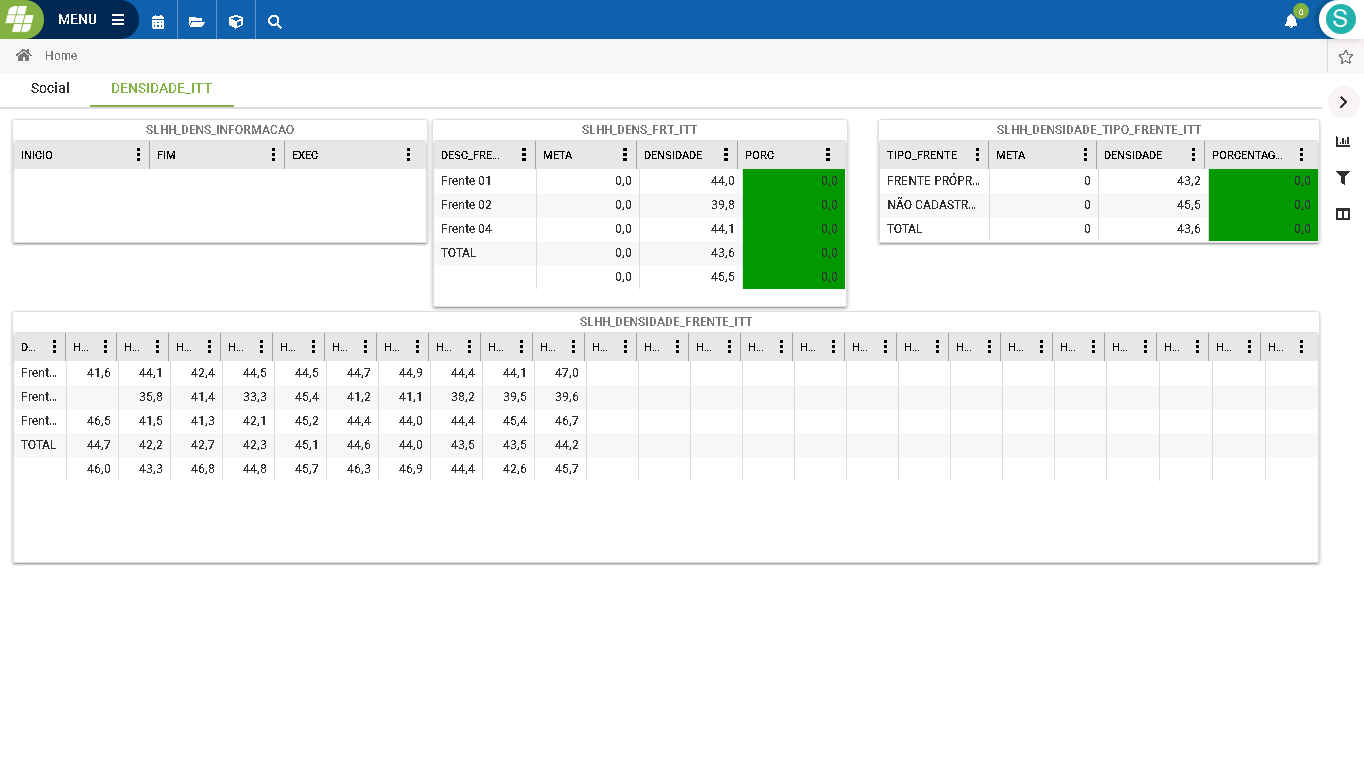 MENU
0
S
Home
Social DENSIDADE_ITT
SLHH_DENS_INFORMACAO
INICIO FIM EXEC
SLHH_DENS_FRT_ITT
DESC_FRE... META DENSIDADE PORC
Frente 01 0,0 44,0 0,0
Frente 02 0,0 39,8 0,0
Frente 04 0,0 44,1 0,0
TOTAL 0,0 43,6 0,0
0,0 45,5 0,0
SLHH_DENSIDADE_TIPO_FRENTE_ITT
TIPO_FRENTE META DENSIDADE PORCENTAG...
FRENTE PRÓPR... 0 43,2 0,0
NÃO CADASTR... 0 45,5 0,0
TOTAL 0 43,6 0,0
SLHH_DENSIDADE_FRENTE_ITT
D... H... H... H... H... H... H... H... H... H... H... H... H... H... H... H... H... H... H... H... H... H... H... H... H...
Frent... 41,6 44,1 42,4 44,5 44,5 44,7 44,9 44,4 44,1 47,0
Frent... 35,8 41,4 33,3 45,4 41,2 41,1 38,2 39,5 39,6
Frent... 46,5 41,5 41,3 42,1 45,2 44,4 44,0 44,4 45,4 46,7
TOTAL 44,7 42,2 42,7 42,3 45,1 44,6 44,0 43,5 43,5 44,2
46,0 43,3 46,8 44,8 45,7 46,3 46,9 44,4 42,6 45,7